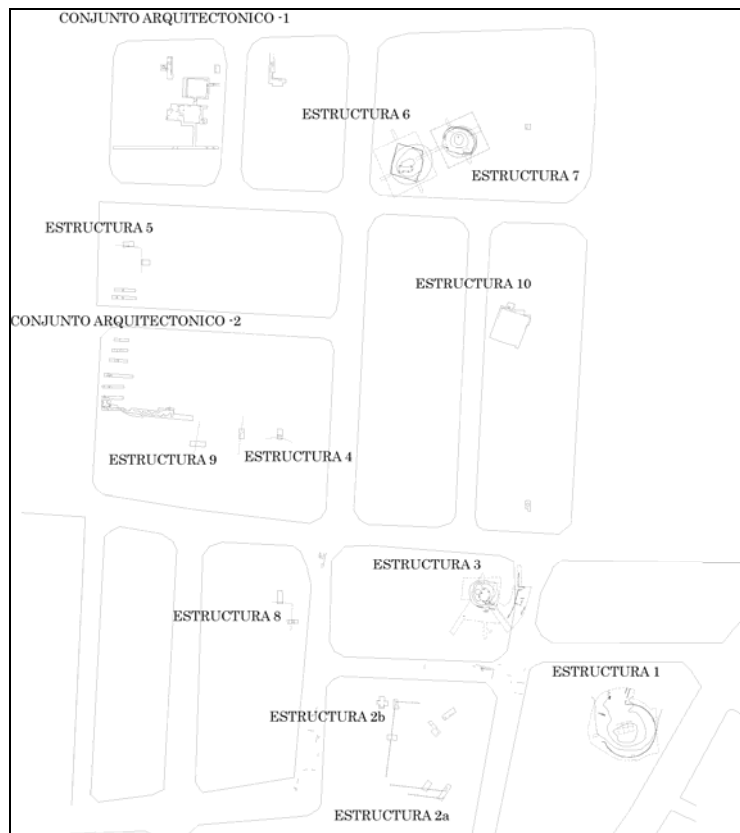 CONJUNTO ARQUITECTONICO -1
ESTRUCTURA 6
ESTRUCTURA 7
ESTRUCTURA 5
ESTRUCTURA 10
CONJUNTO ARQUITECTONICO -2
ESTRUCTURA 9
ESTRUCTURA 4
ESTRUCTURA 3
ESTRUCTURA 8
ESTRUCTURA 1
ESTRUCTURA 2b
ESTRUCTURA 2a